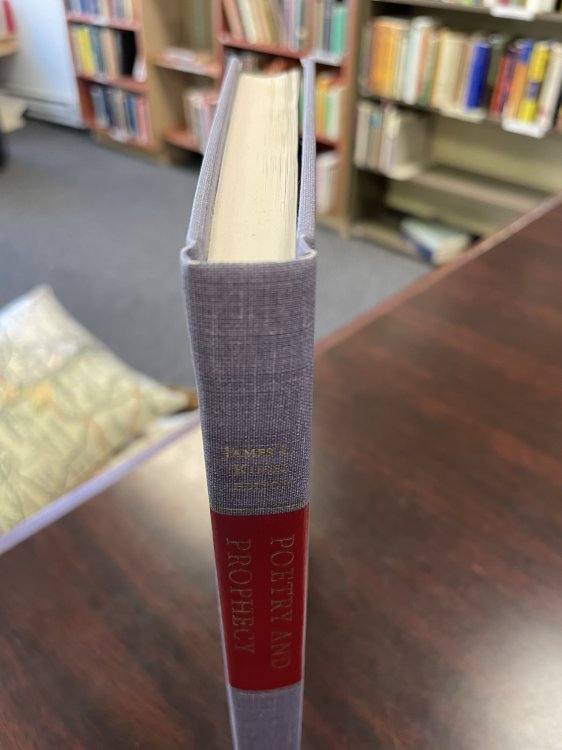 JAMES L.
KUGEL
EDITOR
POETRY AND
PROPHECY